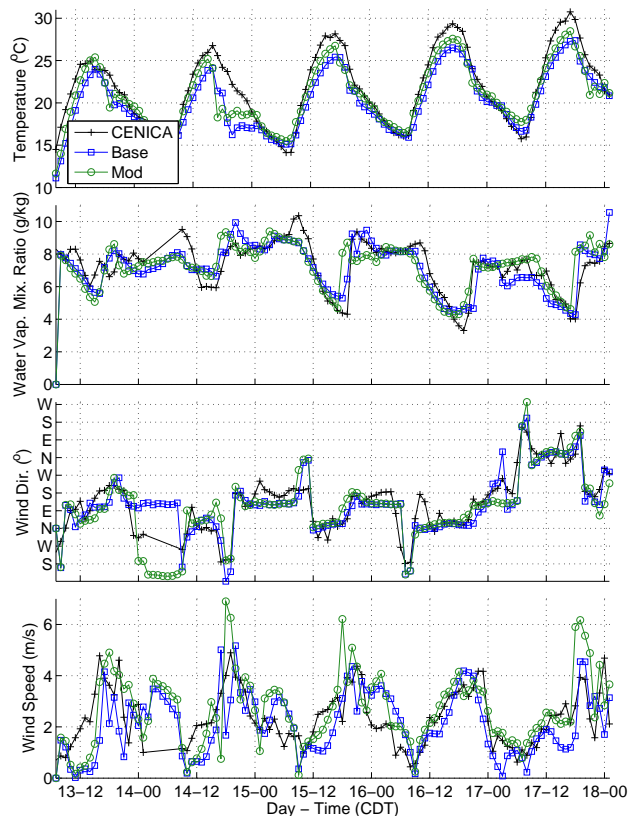 Temperature (°C)
30
25
20
15
10
CENICA
Base
Mod
Water Vap. Mix. Ratio (g/kg)
10
8
6
4
2
0
Wind Dir. (°)
W
S
E
N
W
S
E
N
W
S
Wind Speed (m/s)
6
4
2
0
13−12 14−00 14−12 15−00 15−12 16−00 16−12 17−00 17−12 18−00
Day − Time (CDT)